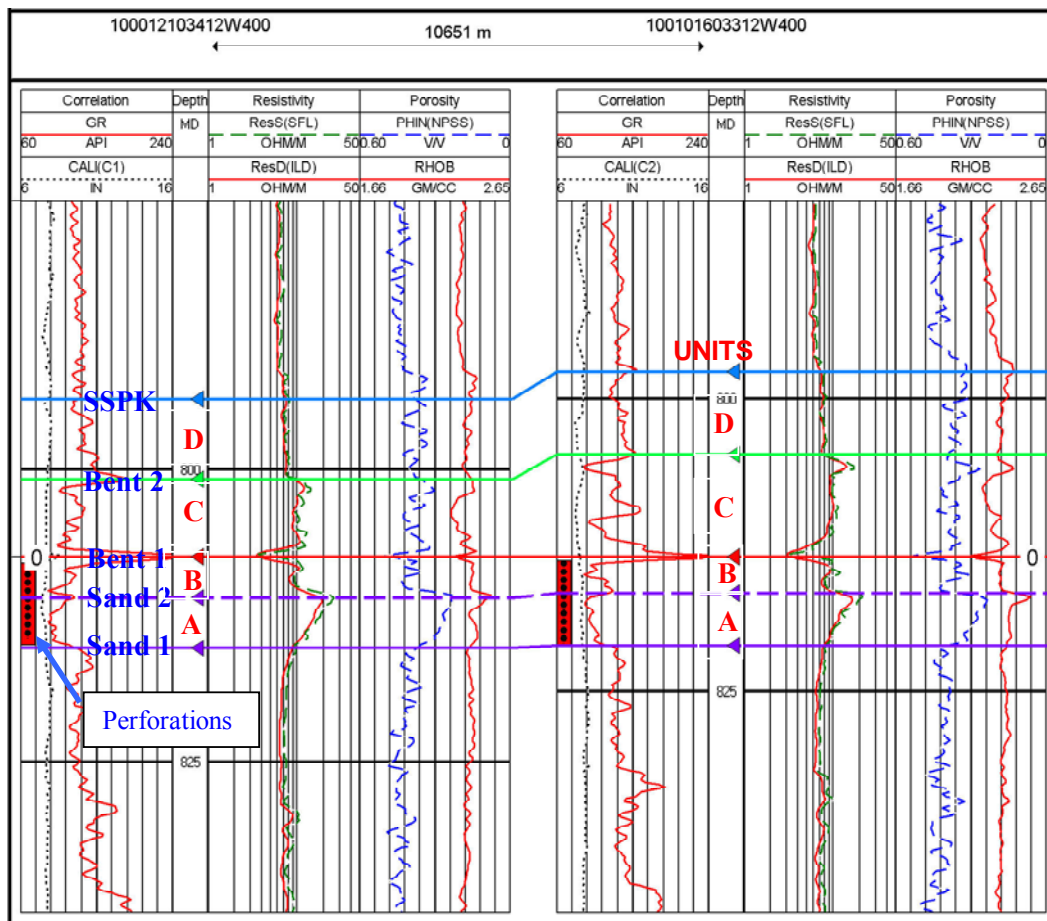 100012103412W400 10651 m 100101603312W400
Correlation Depth Resistivity Porosity Correlation Depth Resistivity Porosity
GR MD ResS(SFL) PHIN(NPSS) GR MD ResS(SFL) PHIN(NPSS)
60 API 240 1 OHM/M 500 0.60 V/V 0 60 API 240 1 OHM/M 500 0.60 V/V 0
CALI(C1) ResD(ILD) RHOB CALI(C2) ResD(ILD) RHOB
6 IN 16 1 OHM/M 50 1.66 GM/CC 2.65 6 IN 16 1 OHM/M 50 1.66 GM/CC 2.65
UNITS
SSPK 800
D D
800
Bent 2
C C
0 Bent 1 0
B B
Sand 2
A A
Sand 1
825
Perforations
825